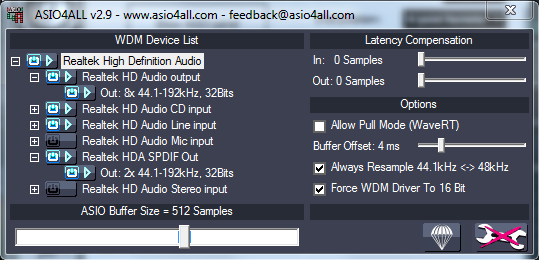 ASIO4ALL v2.9 - www.asio4all.com - feedback@asio4all.com
WDM Device List
Realtek High Definition Audio
Realtek HD Audio output
Out: 8x 44.1-192kHz, 32Bits
Realtek HD Audio CD input
Realtek HD Audio Line input
Realtek HD Audio Mic input
Realtek HDA SPDIF Out
Out: 2x 44.1-192kHz, 32Bits
Realtek HD Audio Stereo input
ASIO Buffer Size = 512 Samples
Latency Compensation
In: 0 Samples
Out: 0 Samples
Options
Allow Pull Mode (WaveRT)
Buffer Offset: 4 ms
Always Resample 44.1kHz <-> 48kHz
Force WDM Driver To 16 Bit